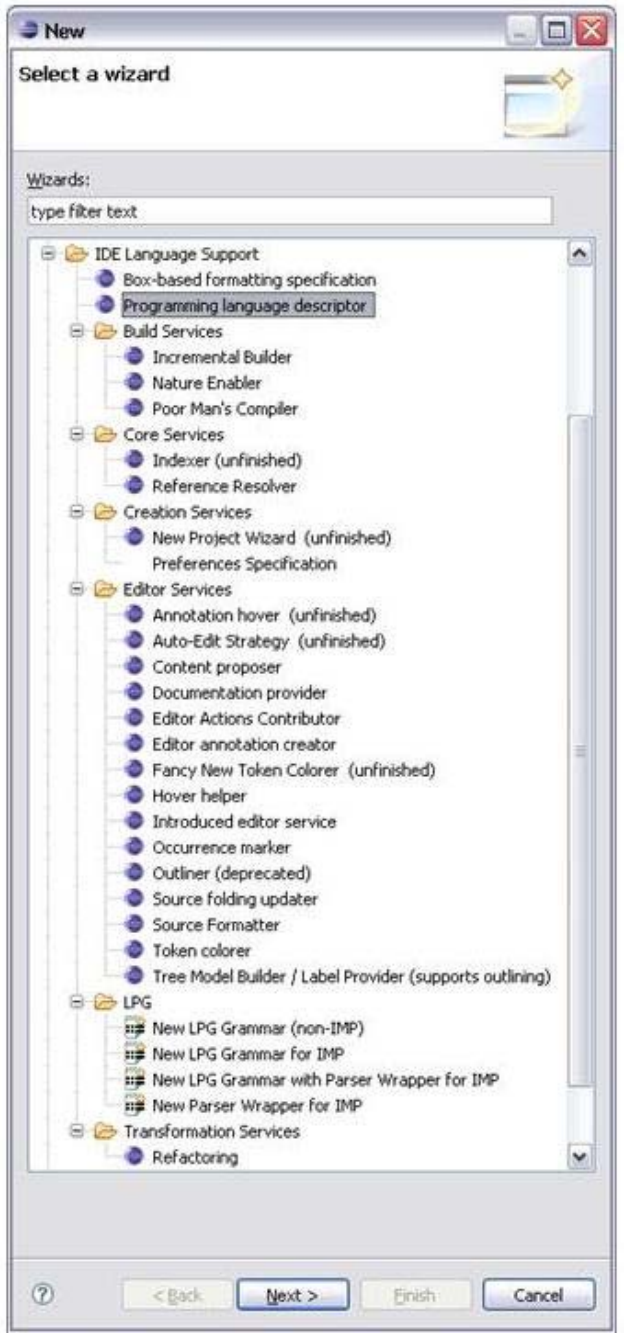 New
Select a wizard
Wizards:
type filter text
IDE Language Support
Box-based formatting specification
Programming language descriptor
Build Services
Incremental Builder
Nature Enabler
Poor Man's Compiler
Core Services
Indexer (unfinished)
Reference Resolver
Creation Services
New Project Wizard (unfinished)
Preferences Specification
Editor Services
Annotation hover (unfinished)
Auto-Edit Strategy (unfinished)
Content proposer
Documentation provider
Editor Actions Contributor
Editor annotation creator
Fancy New Token Colorer (unfinished)
Hover helper
Introduced editor service
Occurrence marker
Outliner (deprecated)
Source folding updater
Source Formatter
Token colorer
Tree Model Builder / Label Provider (supports outlining)
LPG
New LPG Grammar (non-IMP)
New LPG Grammar for IMP
New LPG Grammar with Parser Wrapper for IMP
New Parser Wrapper for IMP
Transformation Services
Refactoring
? < Back Next > Finish Cancel